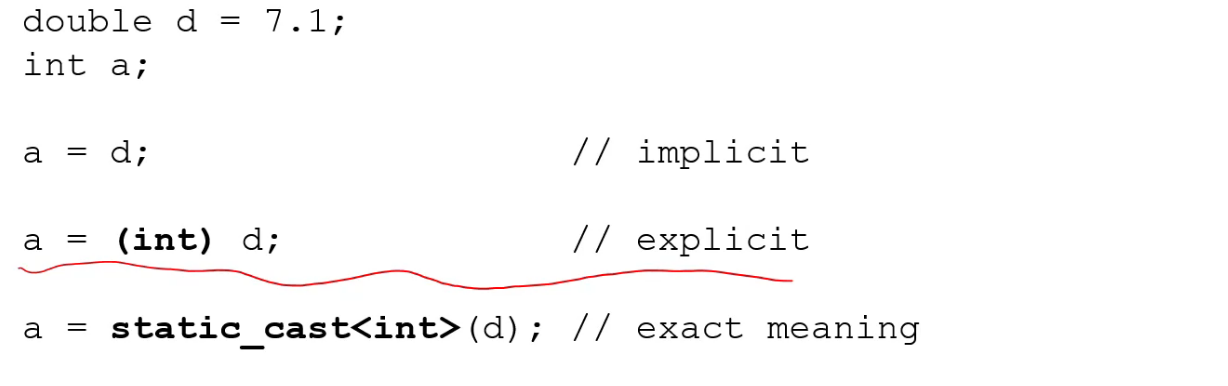 double d = 7.1;
int a;
a = d; // implicit
a = (int) d; // explicit
a = static_cast<int>(d); // exact meaning